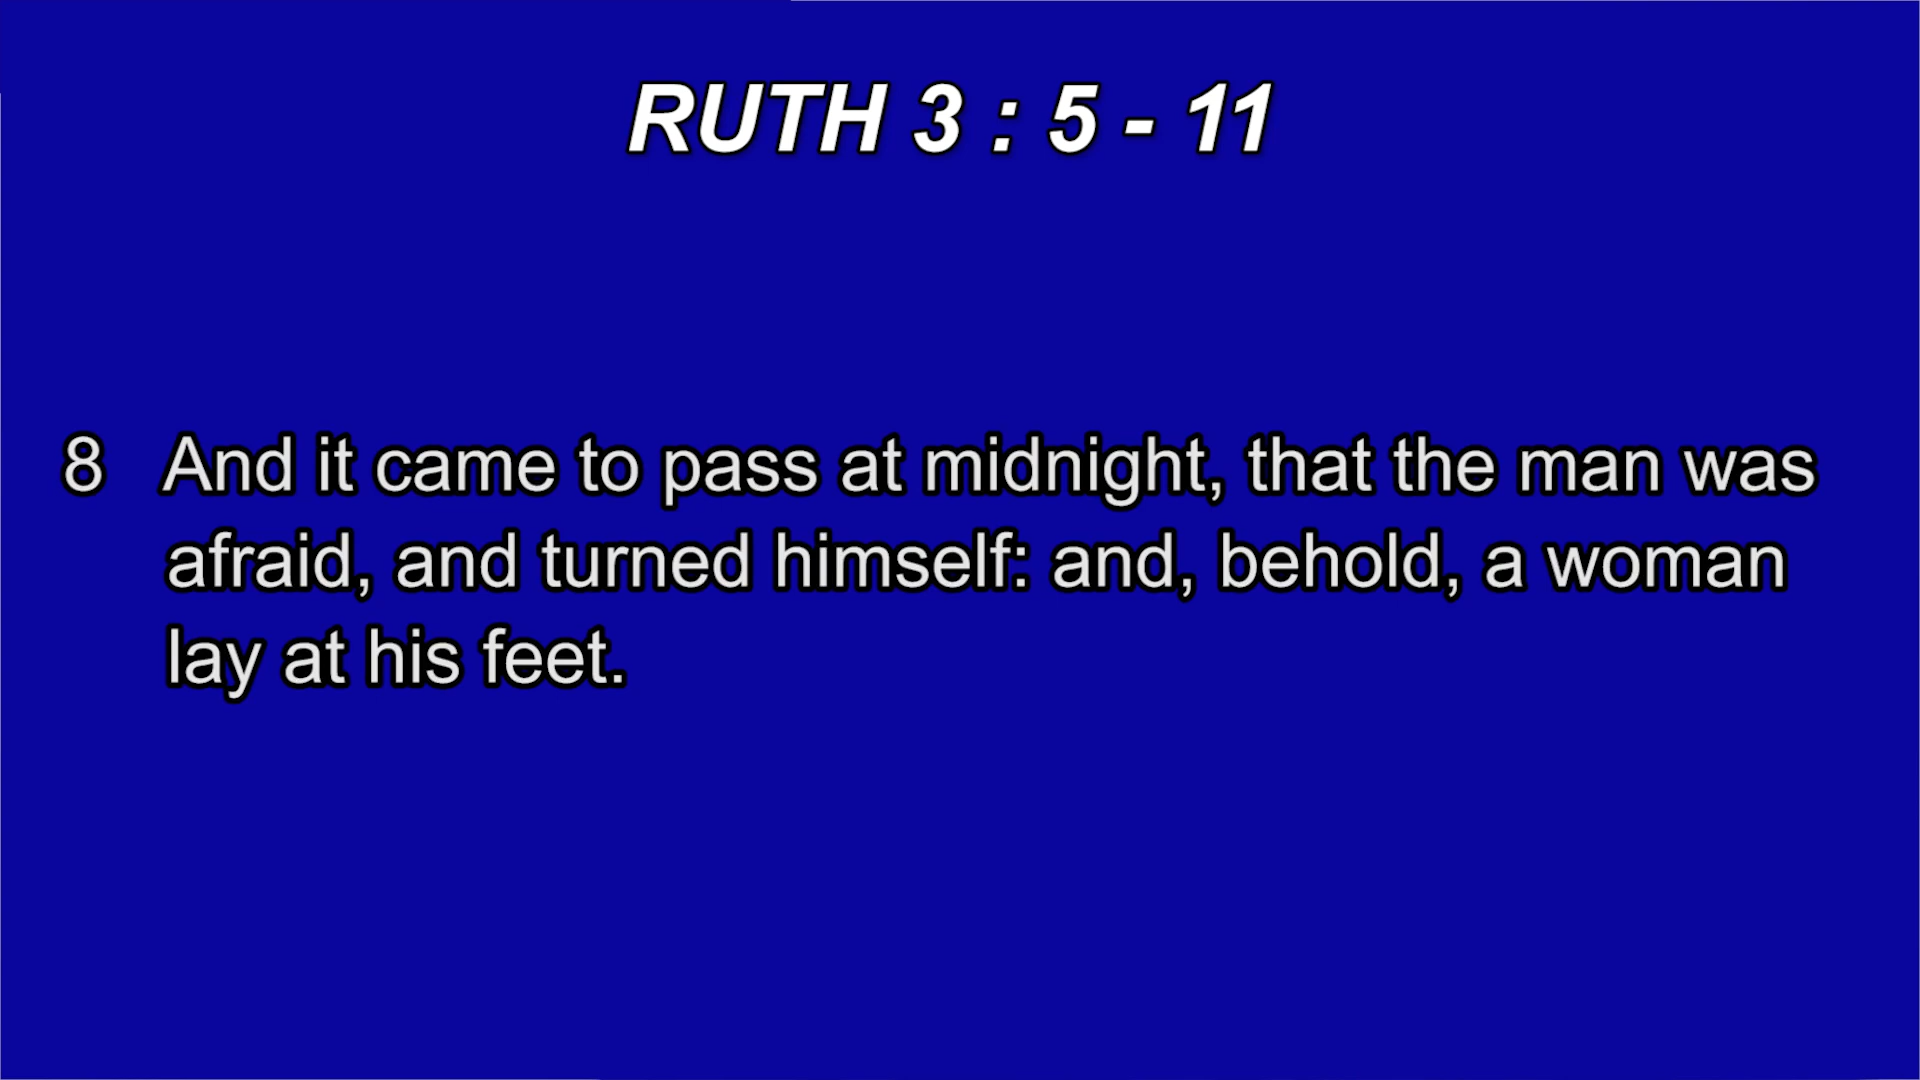 RUTH 3 : 5 - 11
8 And it came to pass at midnight, that the man was
afraid, and turned himself: and, behold, a woman
lay at his feet.